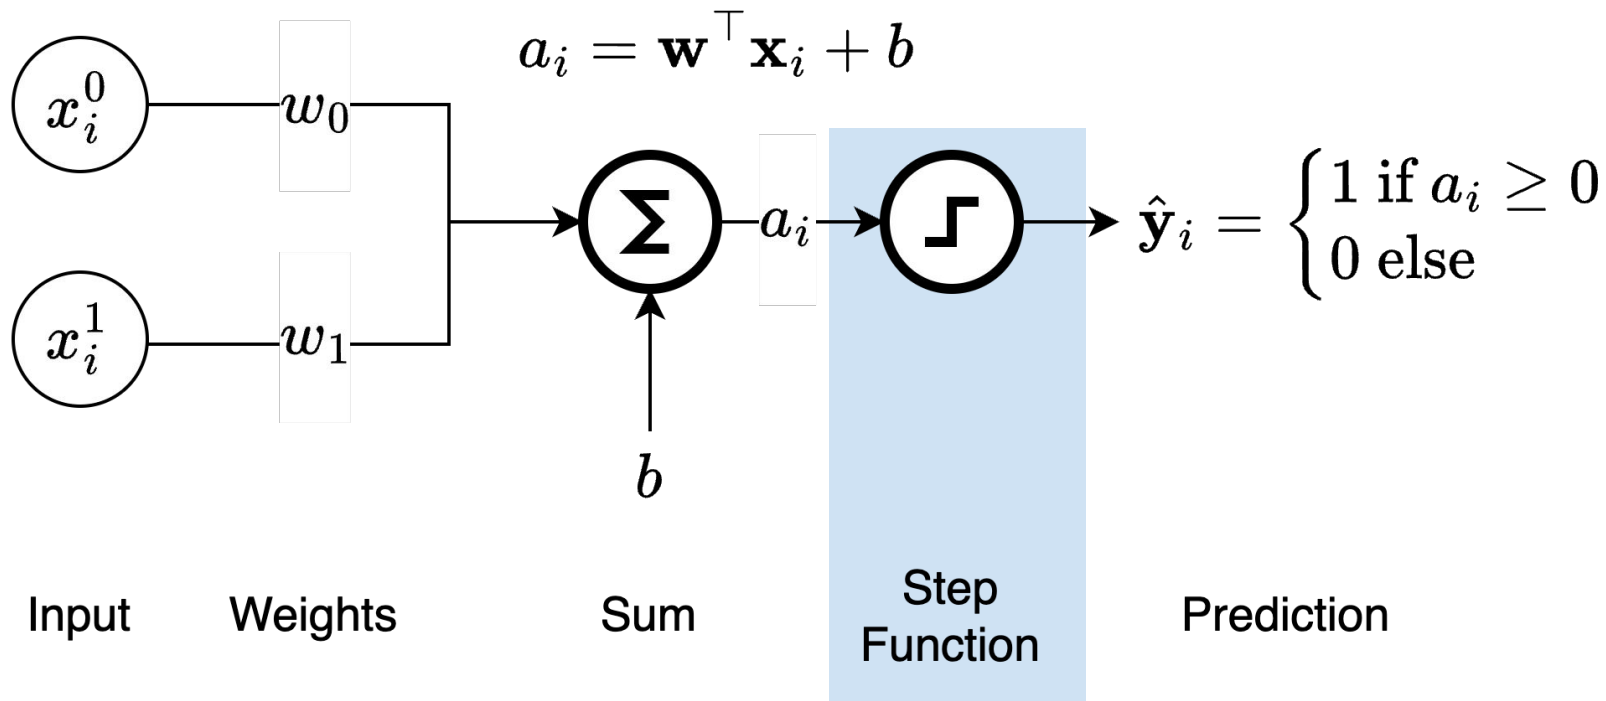 a_i = w^⊤ x_i + b
x_i^0
w_0
Σ
a_i
ŷ_i = { 1 if a_i ≥ 0
0 else
x_i^1
w_1
b
Input
Weights
Sum
Step
Function
Prediction